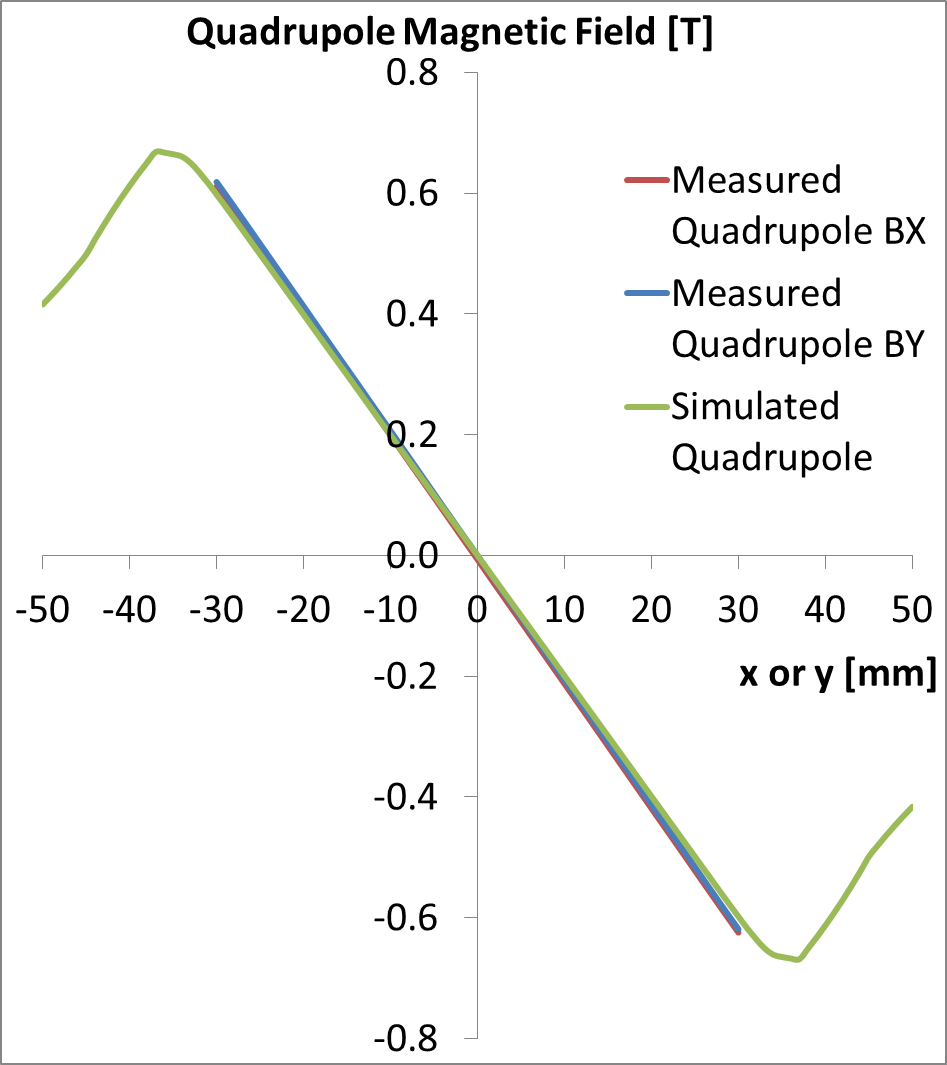 Quadrupole Magnetic Field [T]
0.8
0.6
0.4
0.2
0.0
-0.2
-0.4
-0.6
-0.8
-50 -40 -30 -20 -10 0 10 20 30 40 50
x or y [mm]
Measured
Quadrupole BX
Measured
Quadrupole BY
Simulated
Quadrupole